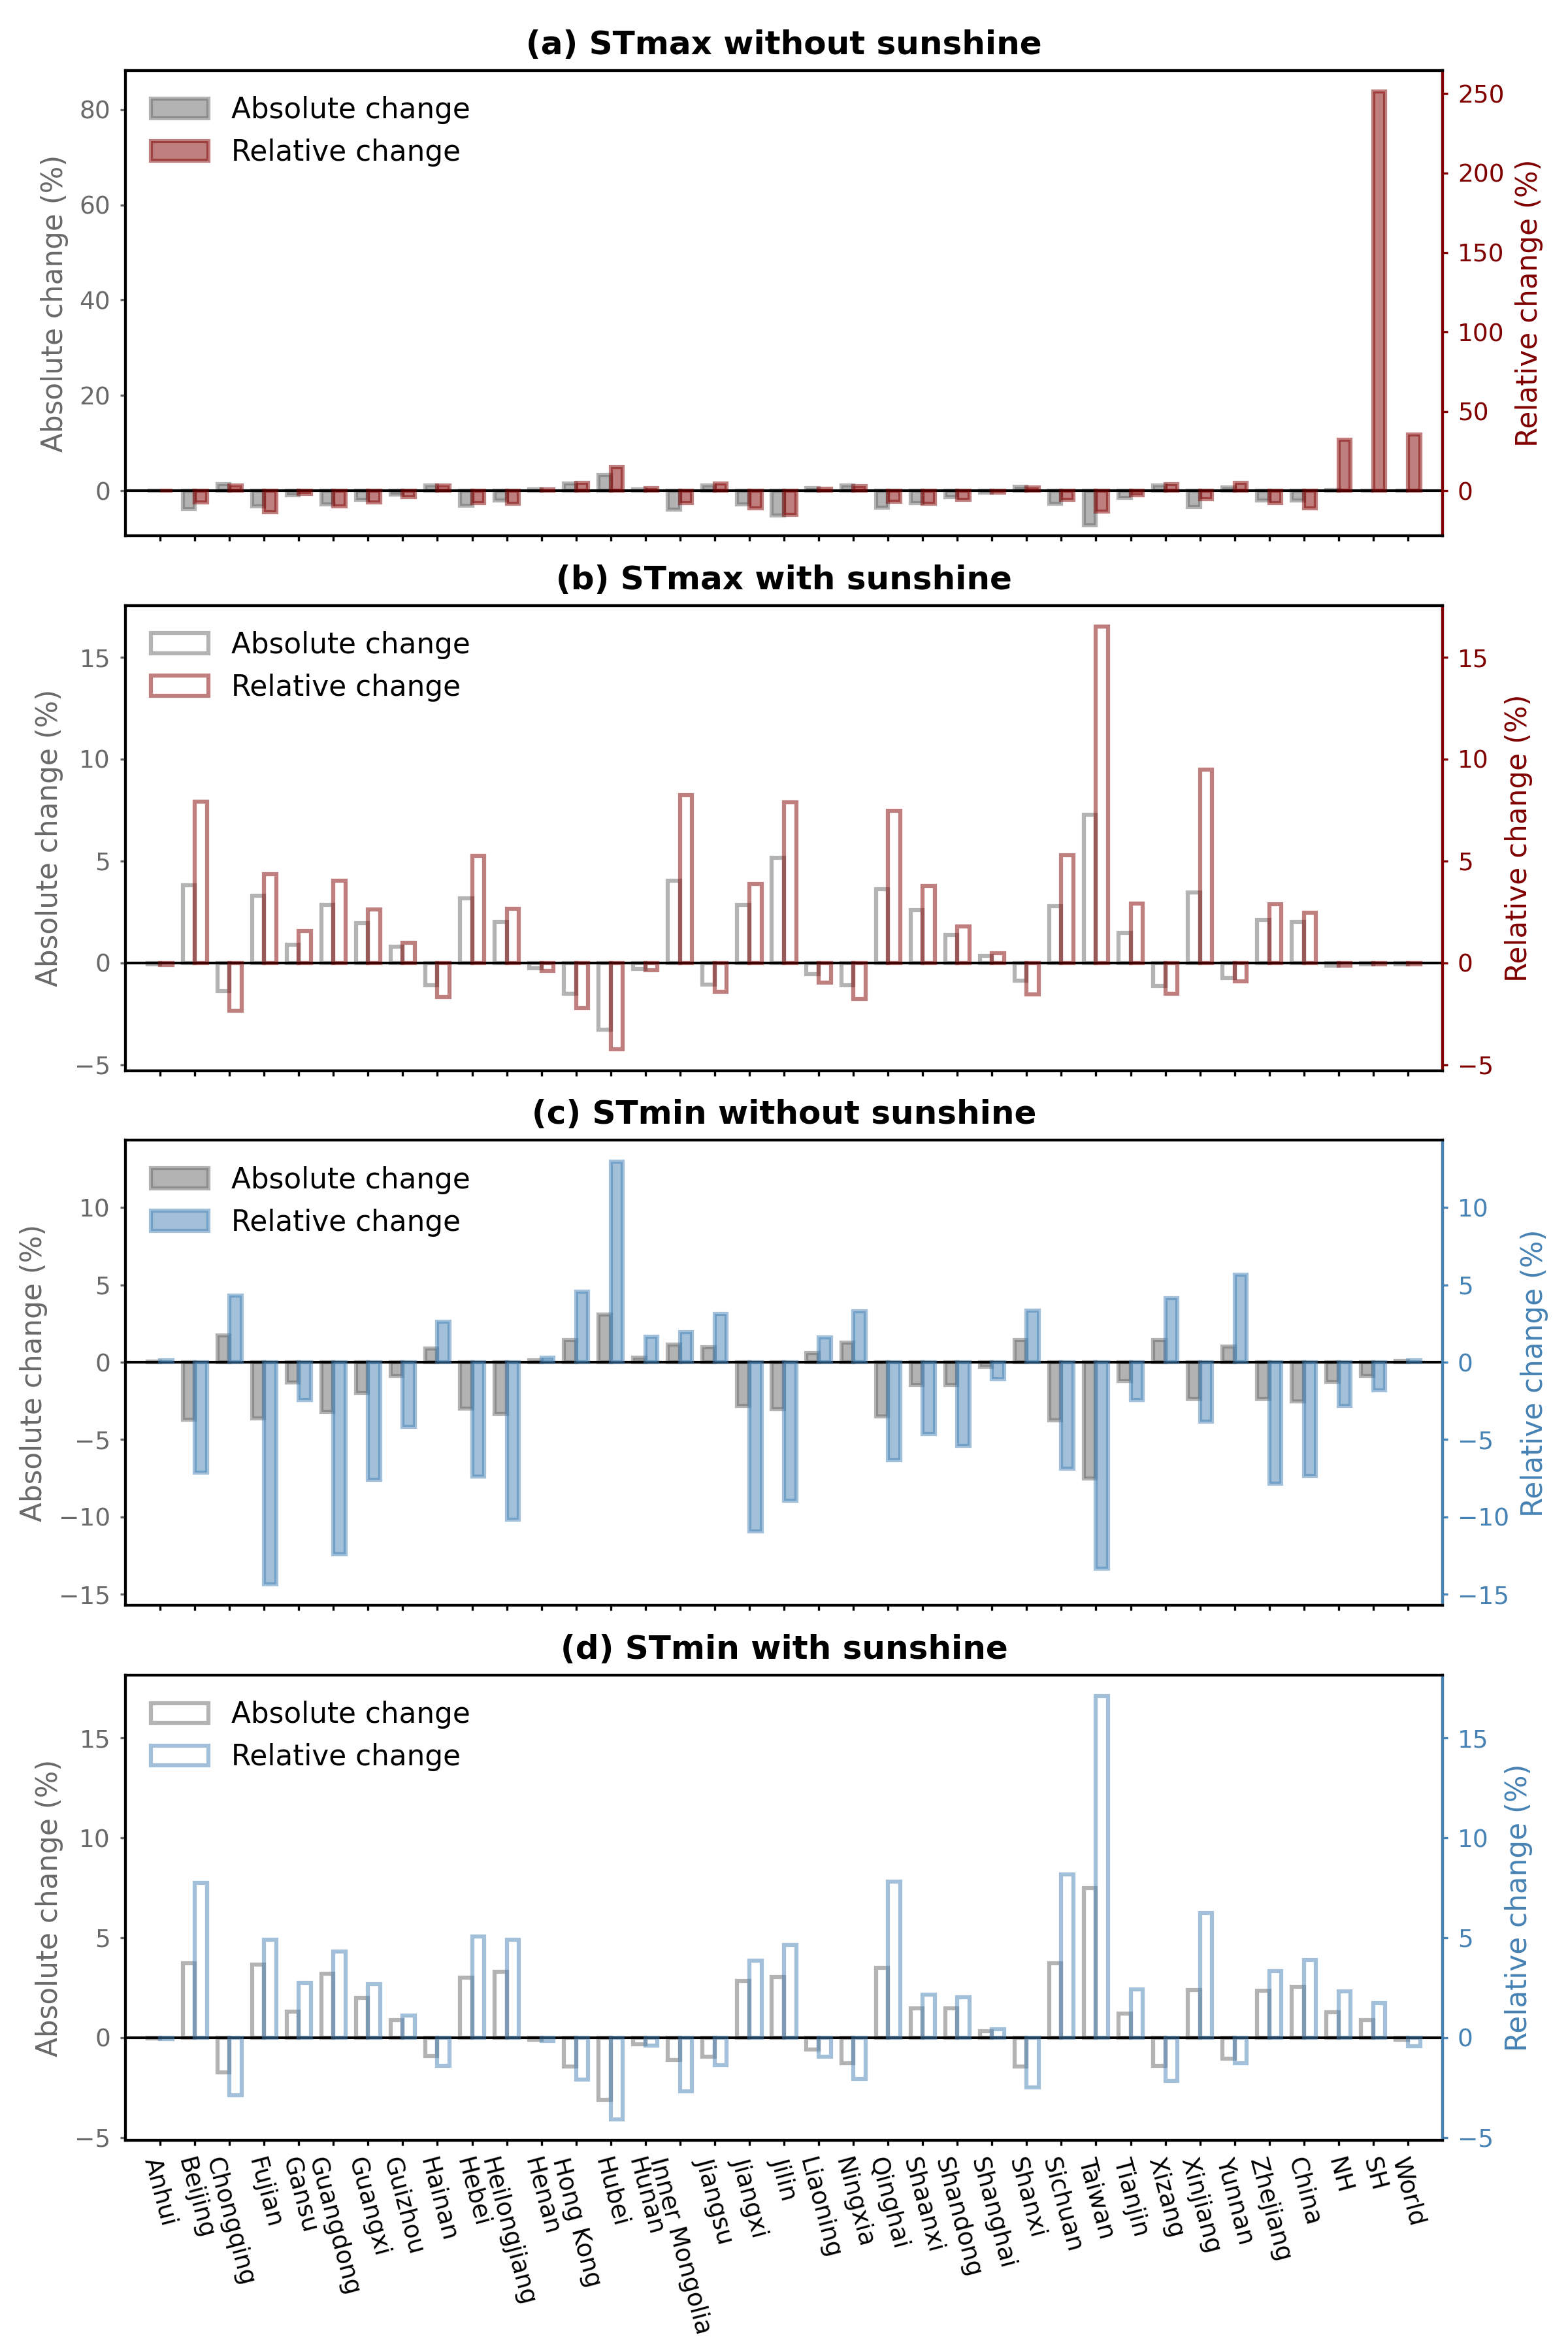 (a) STmax without sunshine
Absolute change (%)
80
60
40
20
0
Absolute change
Relative change
250
200
150
100
50
0
Relative change (%)
(b) STmax with sunshine
Absolute change (%)
15
10
5
0
−5
Absolute change
Relative change
15
10
5
0
−5
Relative change (%)
(c) STmin without sunshine
Absolute change (%)
10
5
0
−5
−10
−15
Absolute change
Relative change
10
5
0
−5
−10
−15
Relative change (%)
(d) STmin with sunshine
Absolute change (%)
15
10
5
0
−5
Absolute change
Relative change
15
10
5
0
−5
Relative change (%)
Anhui
Beijing
Chongqing
Fujian
Gansu
Guangdong
Guangxi
Guizhou
Hainan
Hebei
Heilongjiang
Henan
Hong Kong
Hubei
Hunan
Inner Mongolia
Jiangsu
Jiangxi
Jilin
Liaoning
Ningxia
Qinghai
Shaanxi
Shandong
Shanghai
Shanxi
Sichuan
Taiwan
Tianjin
Xizang
Xinjiang
Yunnan
Zhejiang
China
NH
SH
World